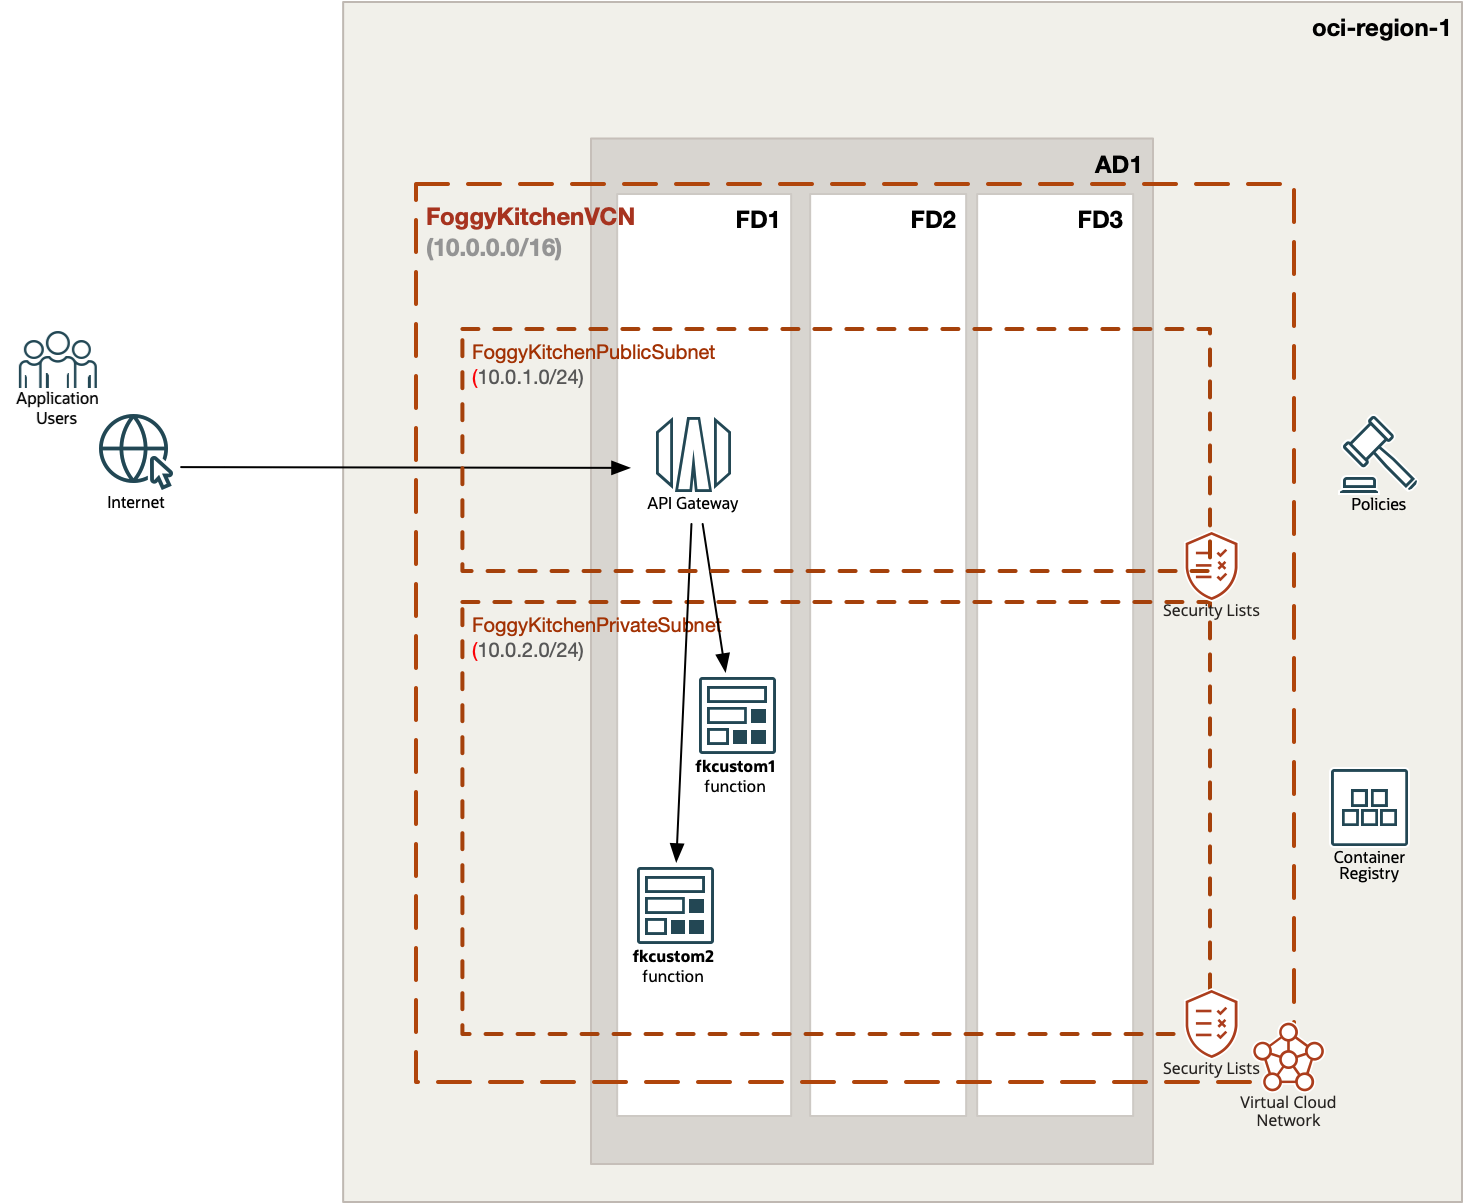 oci-region-1
AD1
FoggyKitchenVCN
(10.0.0.0/16)
FD1
FD2
FD3
FoggyKitchenPublicSubnet
(10.0.1.0/24)
Application
Users
Internet
API Gateway
Policies
Security Lists
FoggyKitchenPrivateSubnet
(10.0.2.0/24)
fkcustom1
function
Container
Registry
fkcustom2
function
Security Lists
Virtual Cloud
Network